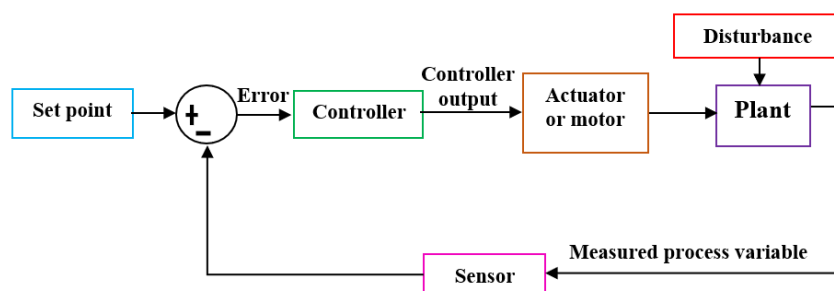 Disturbance
Set point
+
-
Error
Controller
Controller
output
Actuator
or motor
Plant
Measured process variable
Sensor